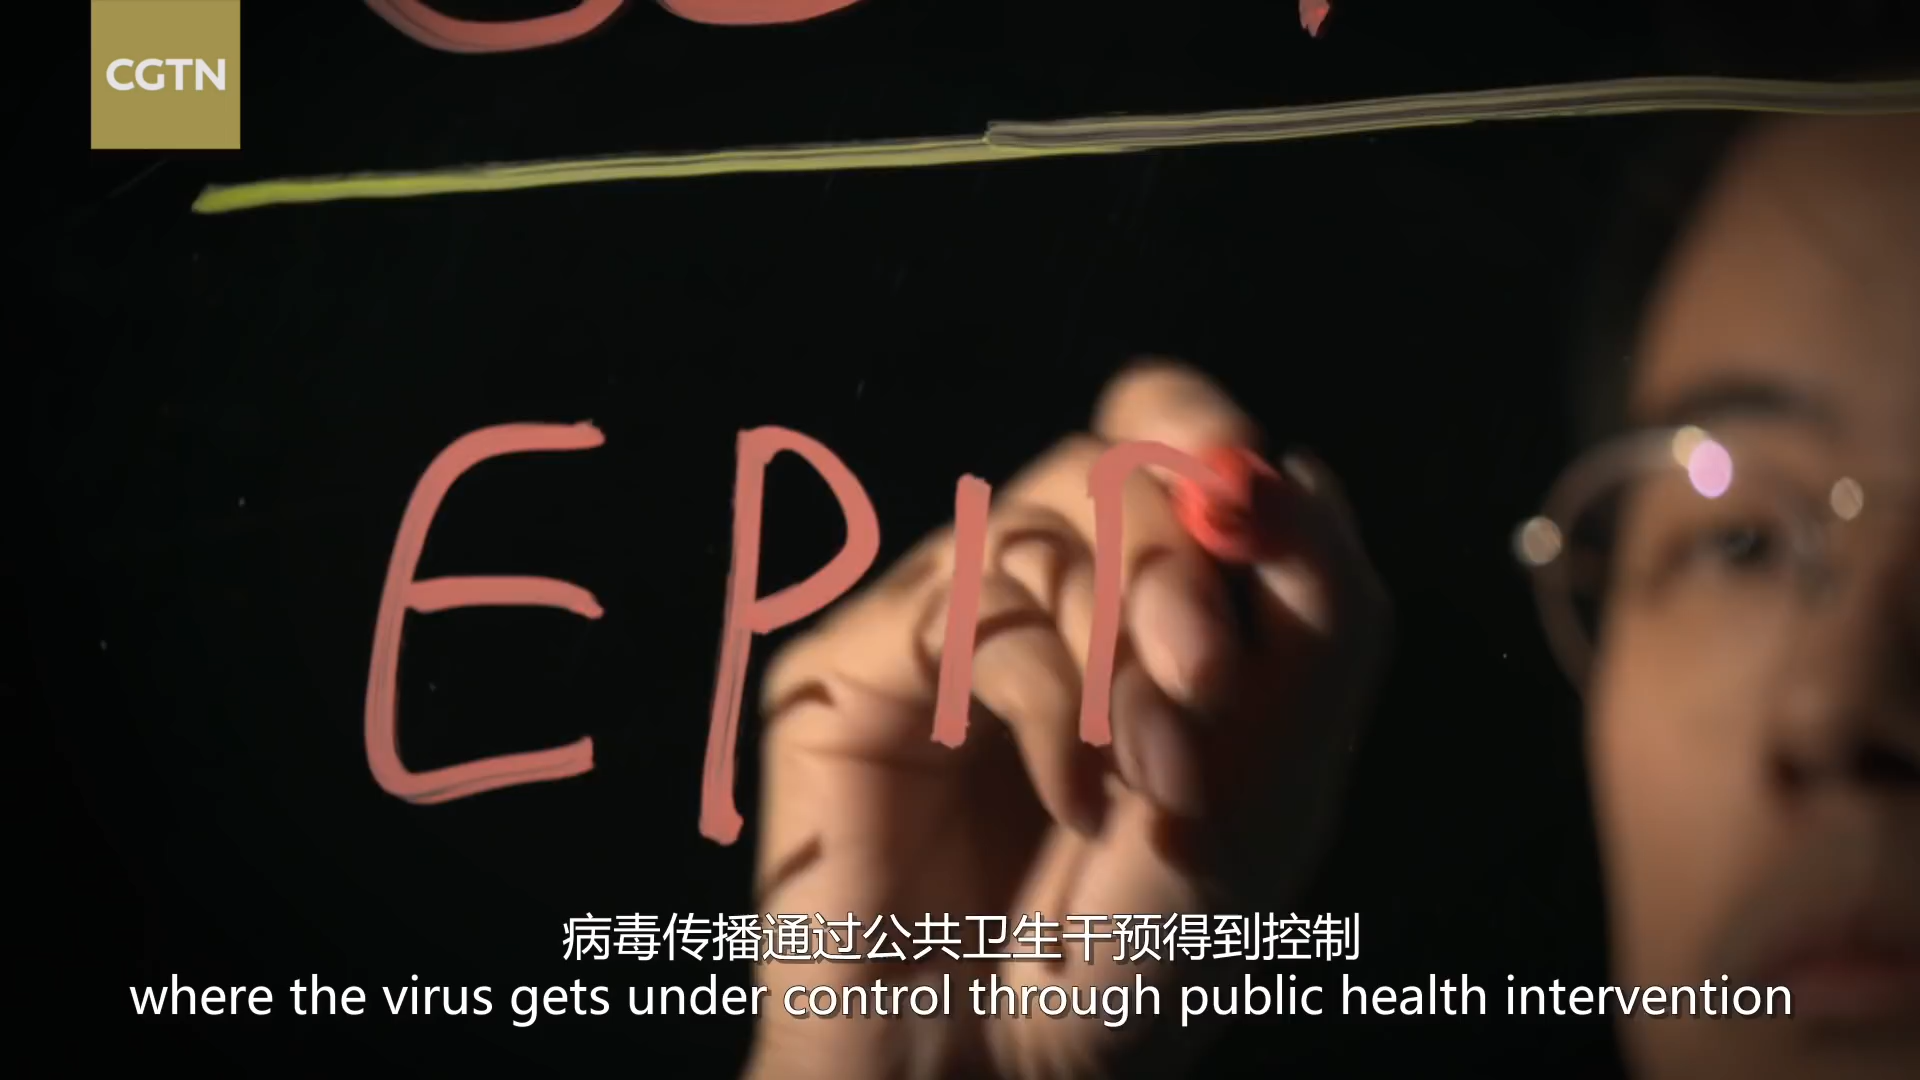 CGTN
EPI
病毒传播通过公共卫生干预得到控制
where the virus gets under control through public health intervention